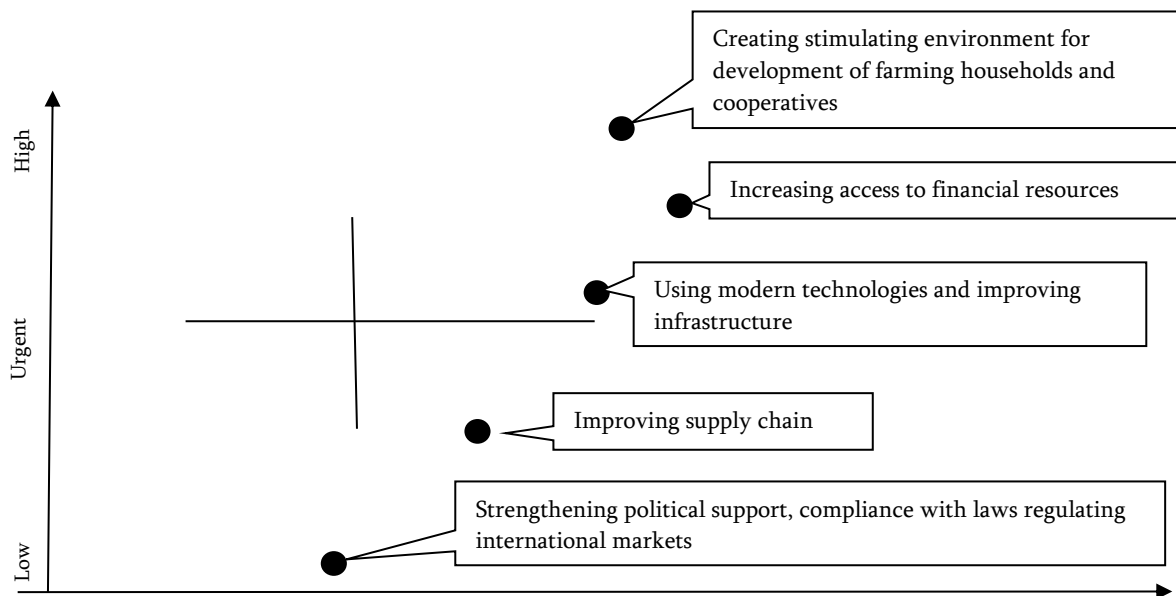 Creating stimulating environment for
development of farming households and
cooperatives
High
Increasing access to financial resources
Using modern technologies and improving
infrastructure
Urgent
Improving supply chain
Strengthening political support, compliance with laws regulating
international markets
Low